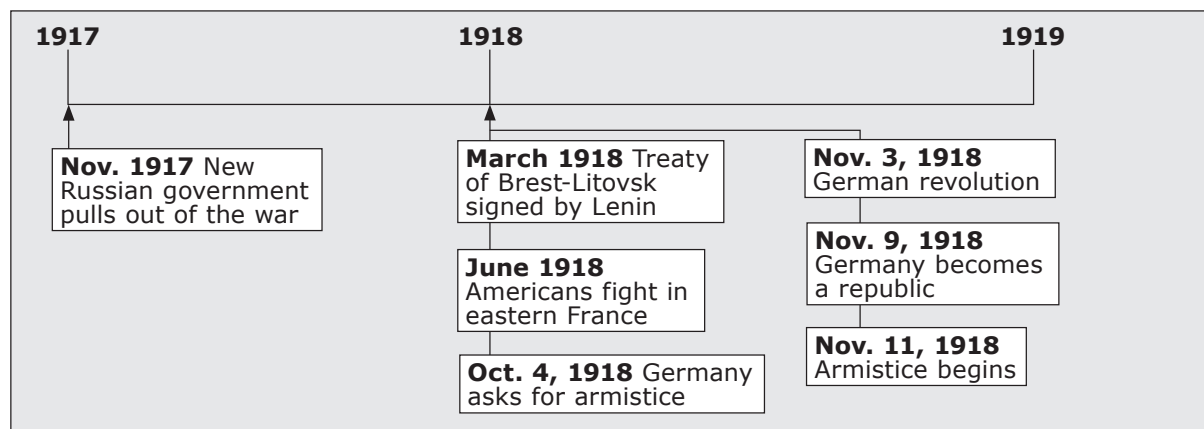 1917
1918
1919
Nov. 1917 New
Russian government
pulls out of the war
March 1918 Treaty
of Brest-Litovsk
signed by Lenin
June 1918
Americans fight in
eastern France
Oct. 4, 1918 Germany
asks for armistice
Nov. 3, 1918
German revolution
Nov. 9, 1918
Germany becomes
a republic
Nov. 11, 1918
Armistice begins